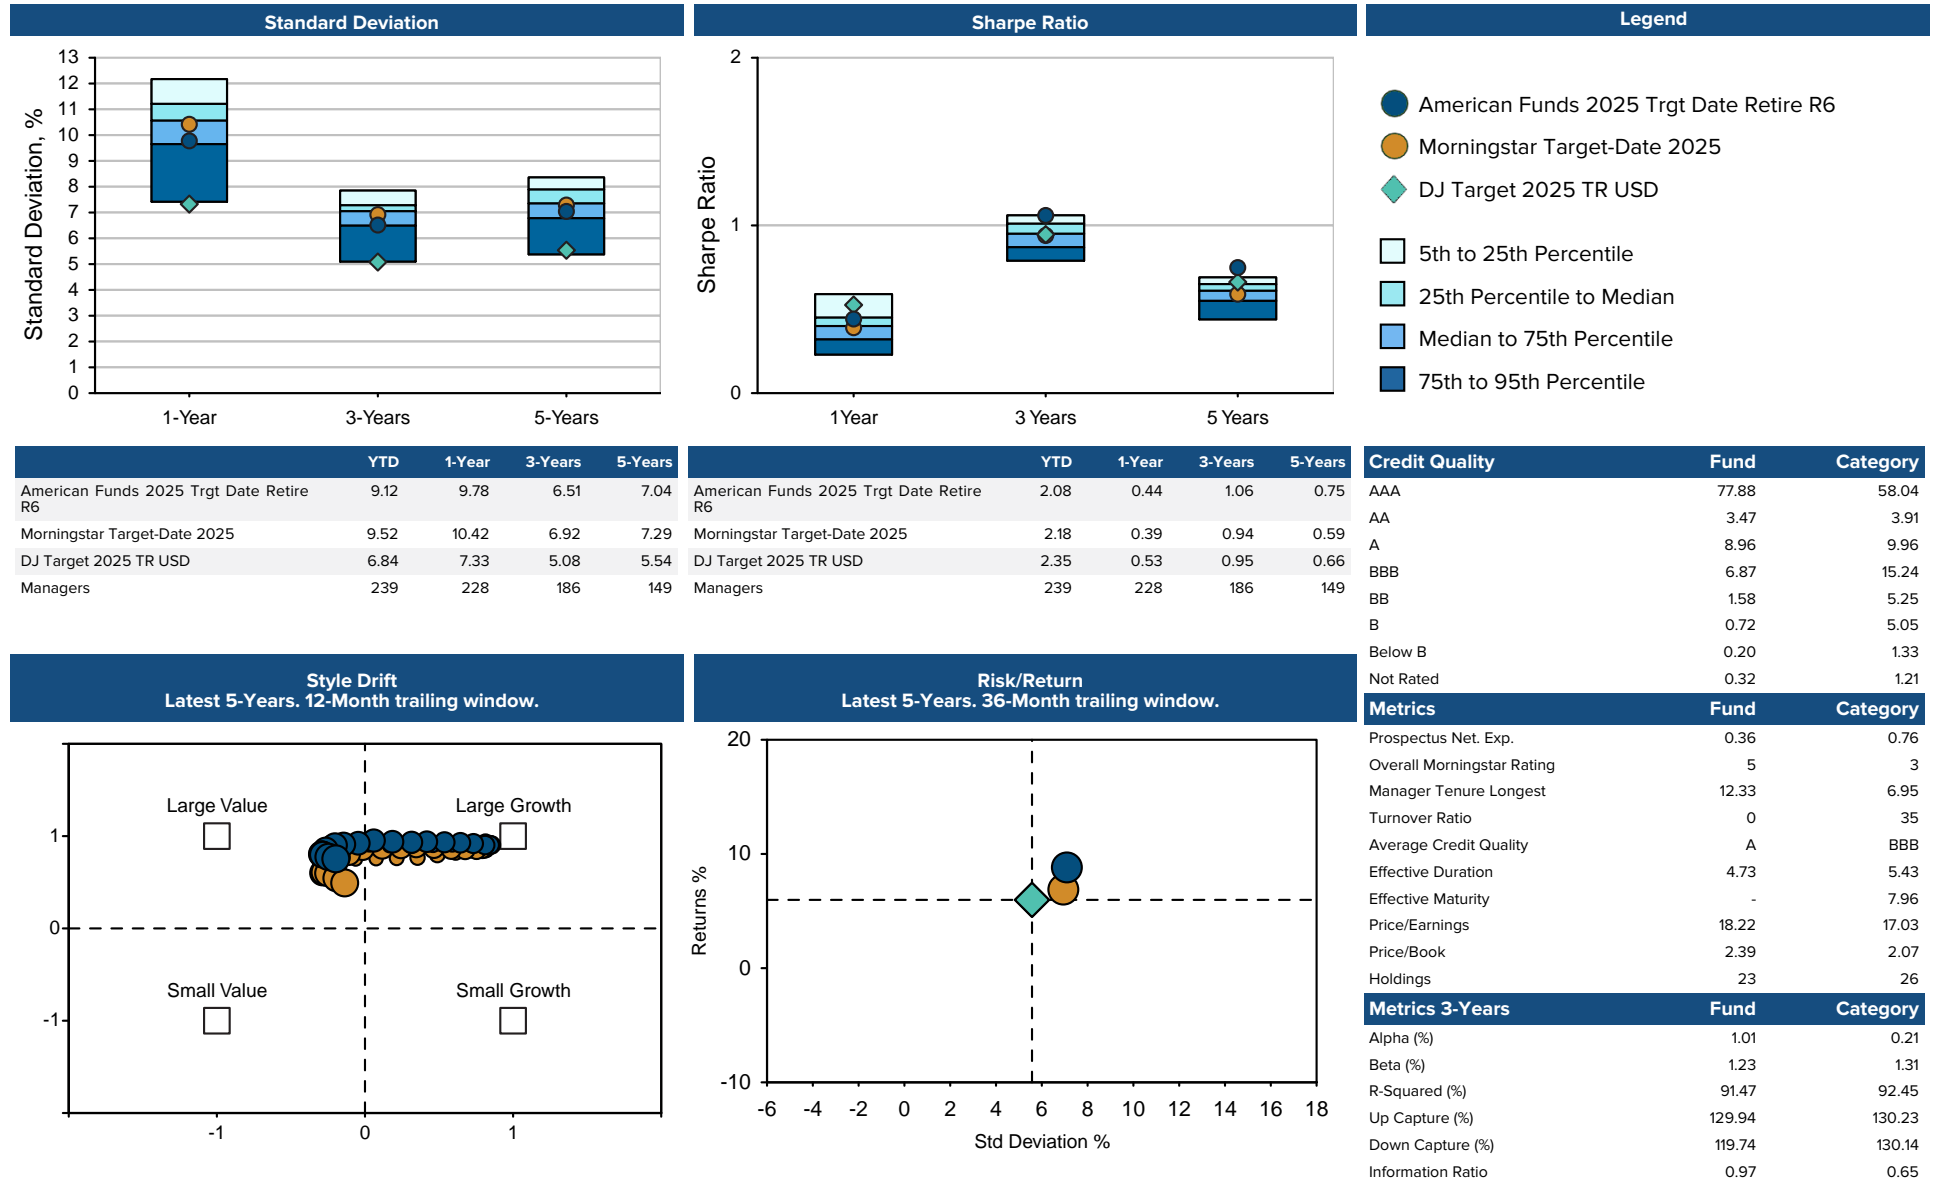 Standard Deviation
13
12
11
10
9
8
7
6
5
4
3
2
1
0
Standard Deviation, %
1-Year 3-Years 5-Years
Sharpe Ratio
2
1
0
Sharpe Ratio
1 Year 3 Years 5 Years
Legend
American Funds 2025 Trgt Date Retire R6
Morningstar Target-Date 2025
DJ Target 2025 TR USD
5th to 25th Percentile
25th Percentile to Median
Median to 75th Percentile
75th to 95th Percentile
YTD 1-Year 3-Years 5-Years
American Funds 2025 Trgt Date Retire 9.12 9.78 6.51 7.04
R6
Morningstar Target-Date 2025 9.52 10.42 6.92 7.29
DJ Target 2025 TR USD 6.84 7.33 5.08 5.54
Managers 239 228 186 149
YTD 1-Year 3-Years 5-Years
American Funds 2025 Trgt Date Retire 2.08 0.44 1.06 0.75
R6
Morningstar Target-Date 2025 2.18 0.39 0.94 0.59
DJ Target 2025 TR USD 2.35 0.53 0.95 0.66
Managers 239 228 186 149
Credit Quality Fund Category
AAA 77.88 58.04
AA 3.47 3.91
A 8.96 9.96
BBB 6.87 15.24
BB 1.58 5.25
B 0.72 5.05
Below B 0.20 1.33
Not Rated 0.32 1.21
Metrics Fund Category
Prospectus Net. Exp. 0.36 0.76
Overall Morningstar Rating 5 3
Manager Tenure Longest 12.33 6.95
Turnover Ratio 0 35
Average Credit Quality A BBB
Effective Duration 4.73 5.43
Effective Maturity - 7.96
Price/Earnings 18.22 17.03
Price/Book 2.39 2.07
Holdings 23 26
Metrics 3-Years Fund Category
Alpha (%) 1.01 0.21
Beta (%) 1.23 1.31
R-Squared (%) 91.47 92.45
Up Capture (%) 129.94 130.23
Down Capture (%) 119.74 130.14
Information Ratio 0.97 0.65
Style Drift
Latest 5-Years. 12-Month trailing window.
Large Value Large Growth
1
0
Small Value Small Growth
-1
-1 0 1
Risk/Return
Latest 5-Years. 36-Month trailing window.
20
10
0
-10
Returns %
-6 -4 -2 0 2 4 6 8 10 12 14 16 18
Std Deviation %